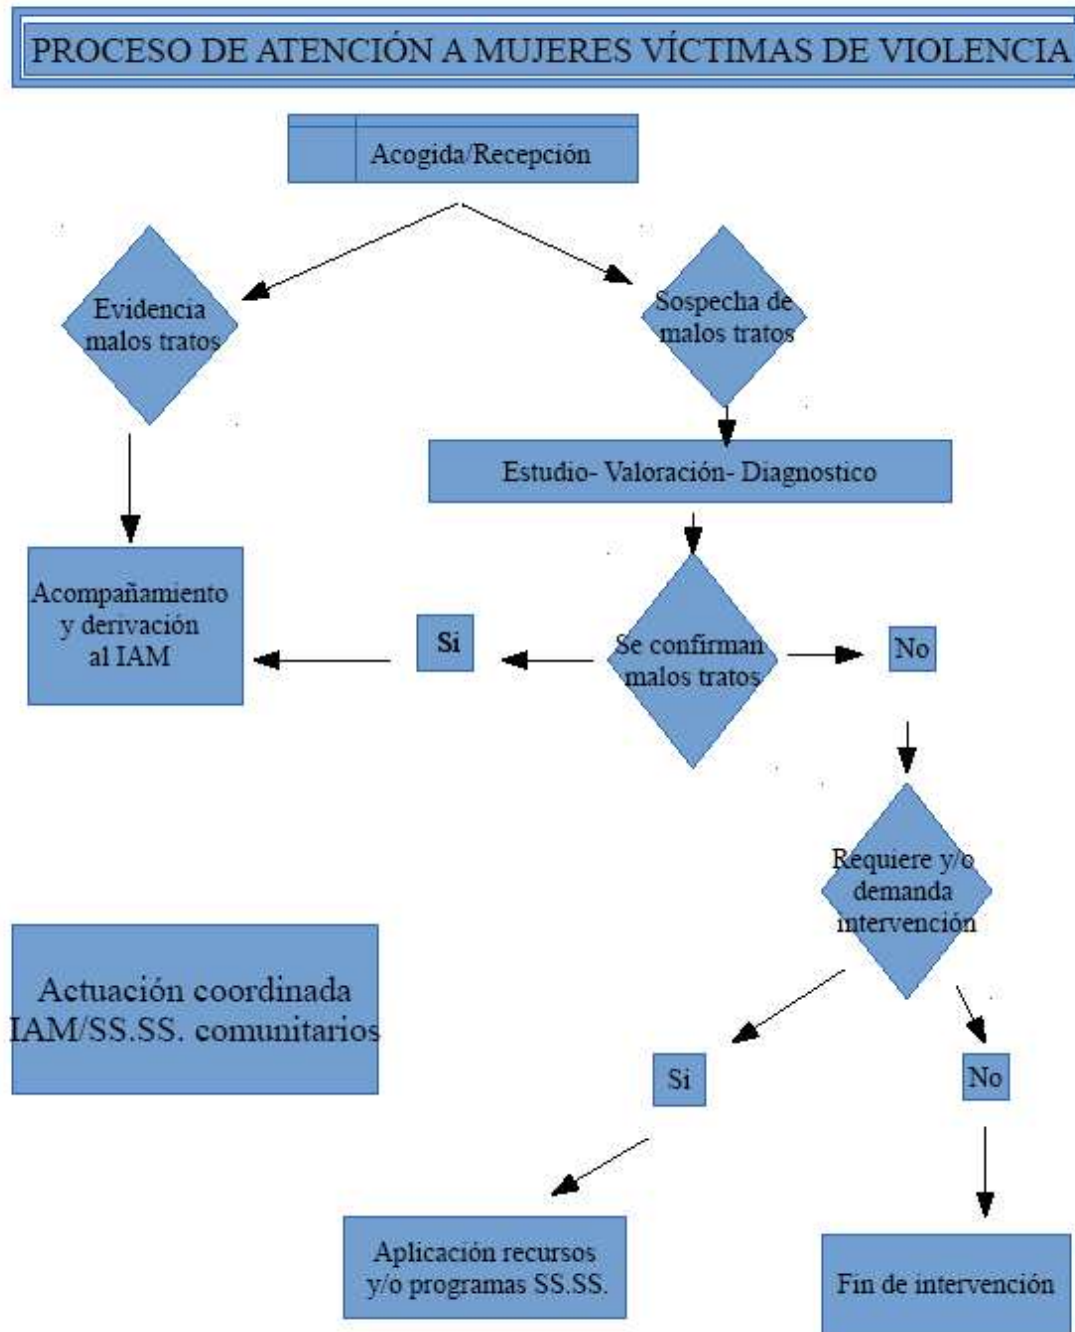 PROCESO DE ATENCIÓN A MUJERES VÍCTIMAS DE VIOLENCIA
Acogida/Recepción
Evidencia
malos tratos
Sospecha de
malos tratos
Estudio- Valoración- Diagnostico
Acompañamiento
y derivación
al IAM
Si
Se confirman
malos tratos
No
Requiere y/o
demanda
intervención
Actuación coordinada
IAM/SS.SS. comunitarios
Si
No
Aplicación recursos
y/o programas SS.SS.
Fin de intervención